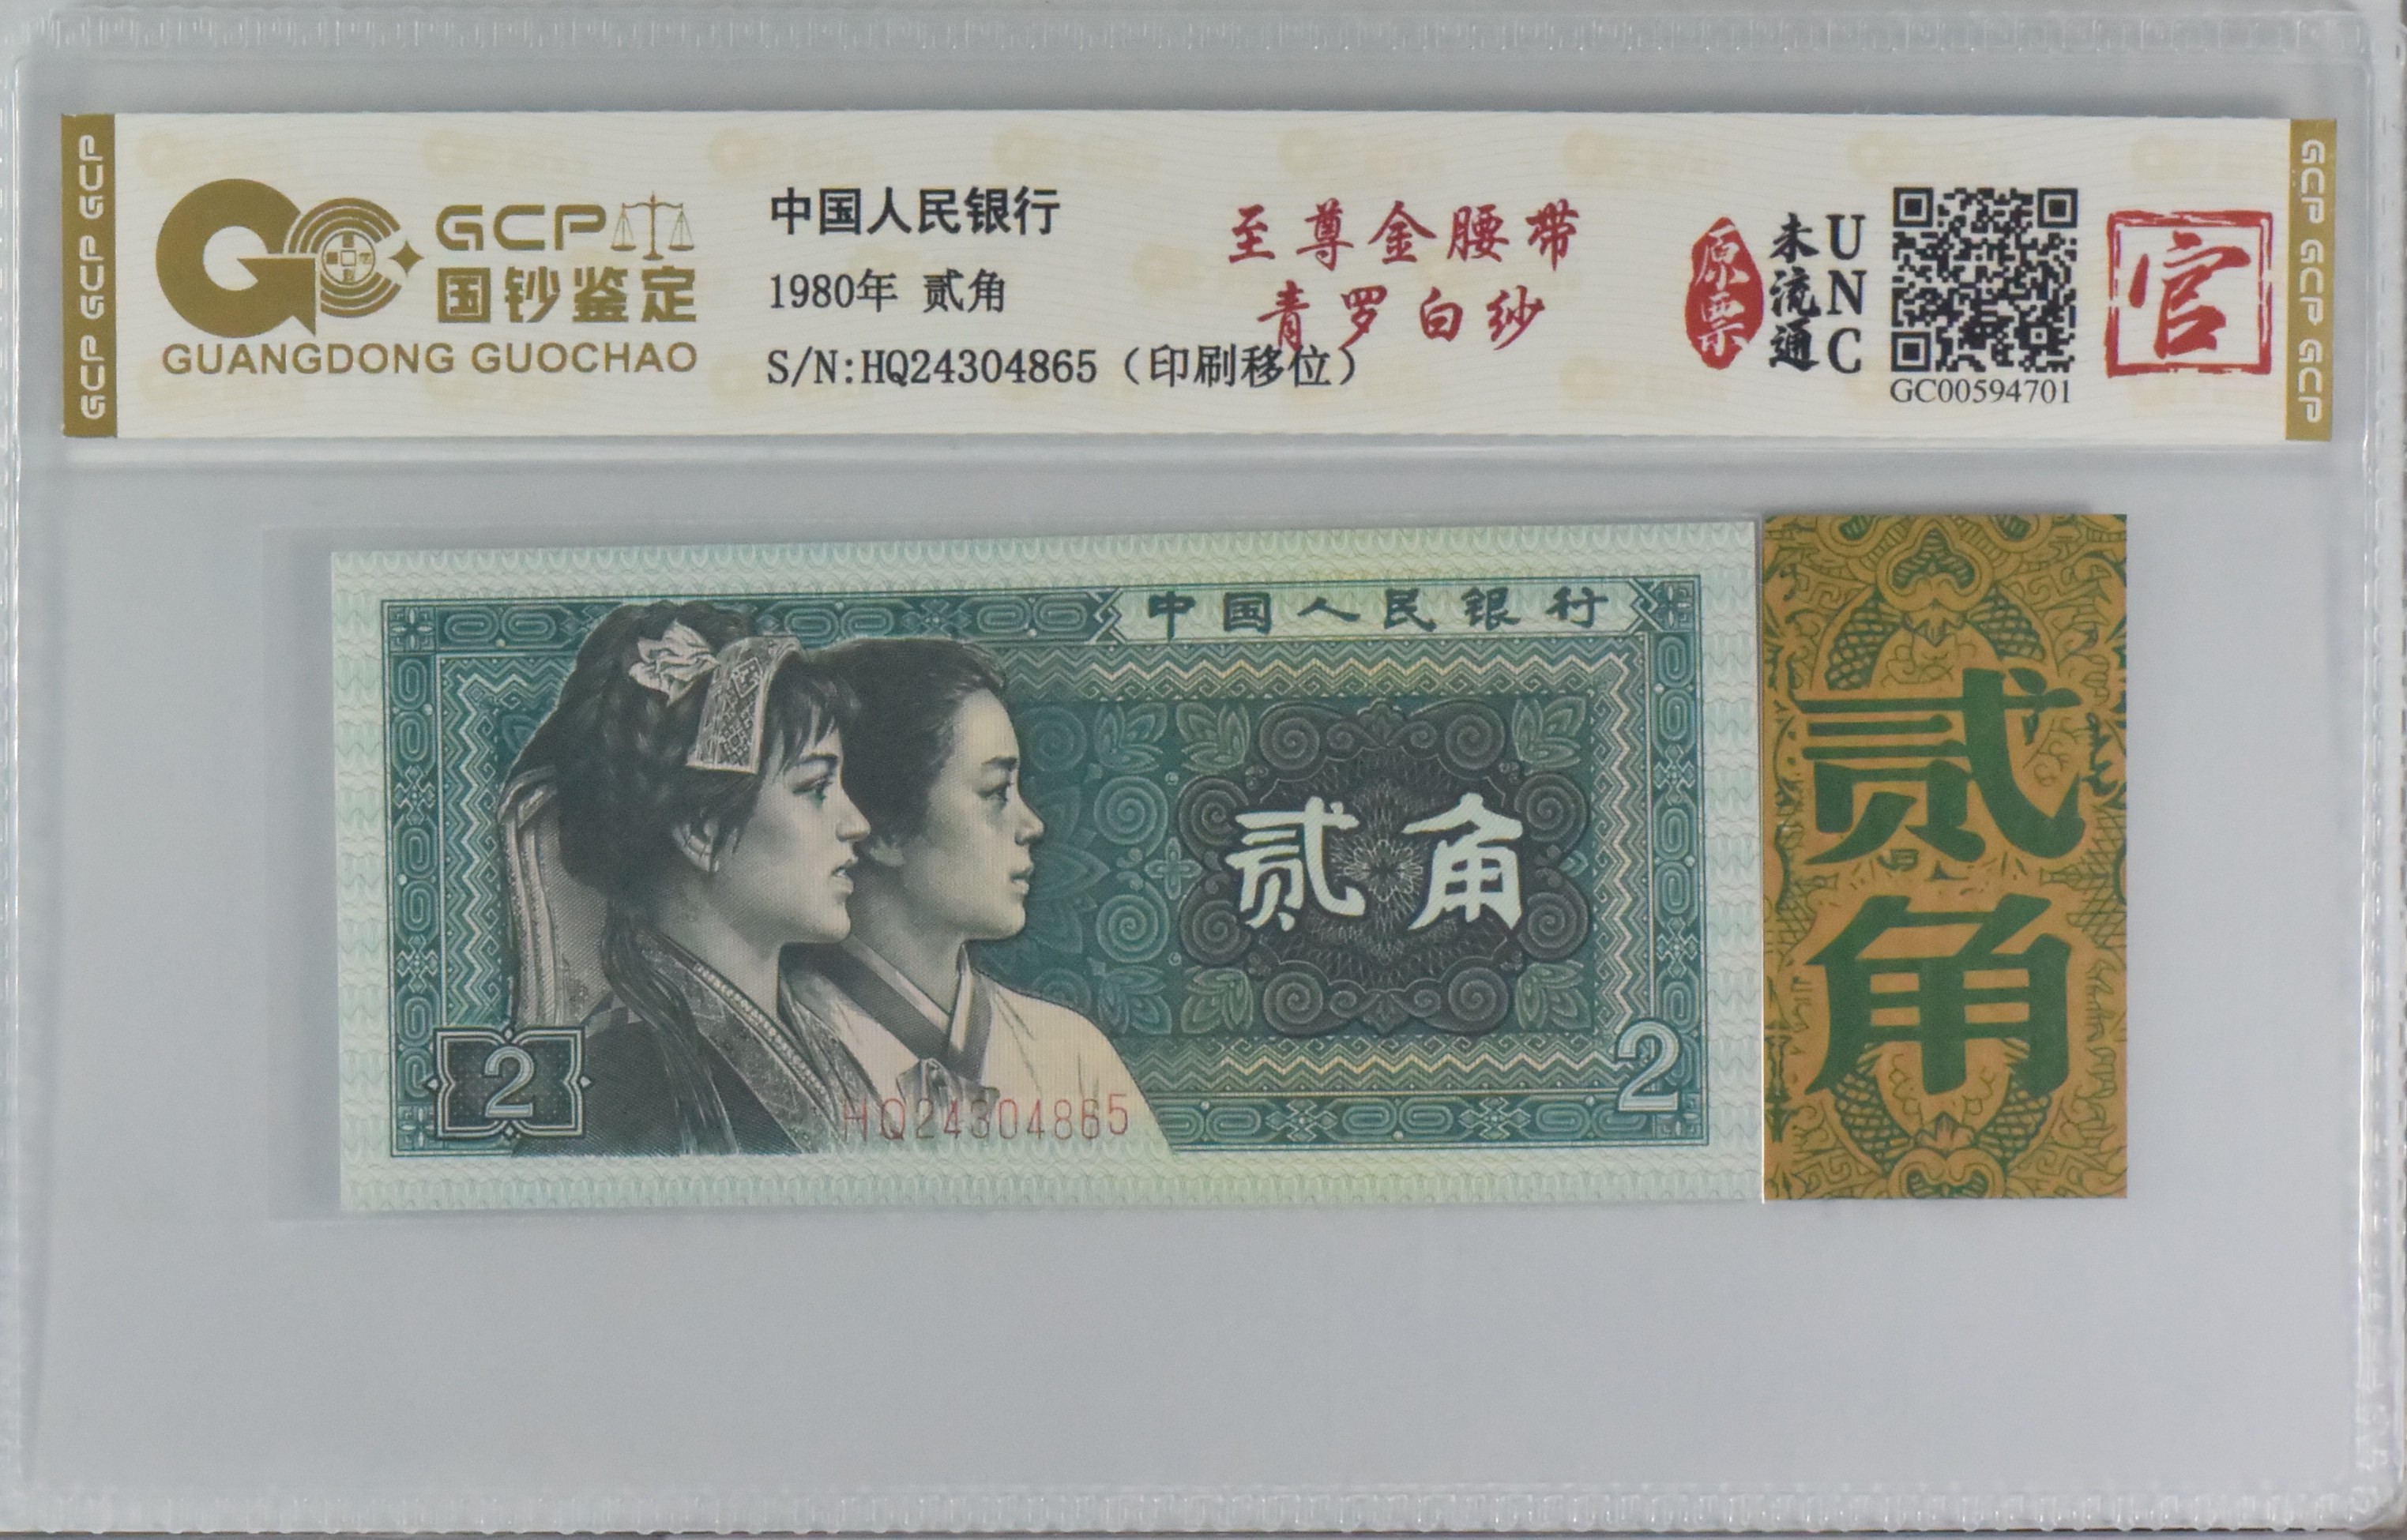 GCP GCP GCP
GCP
国钞鉴定
GUANGDONG GUOCHAO
中国人民银行
1980年 贰角
S/N:HQ24304865（印刷移位）
至尊金腰带
青罗白纱
原票
未流通
UNC
GC00594701
官
GCP GCP GCP
中国人民银行
贰角
2
2
HQ24304865
贰角